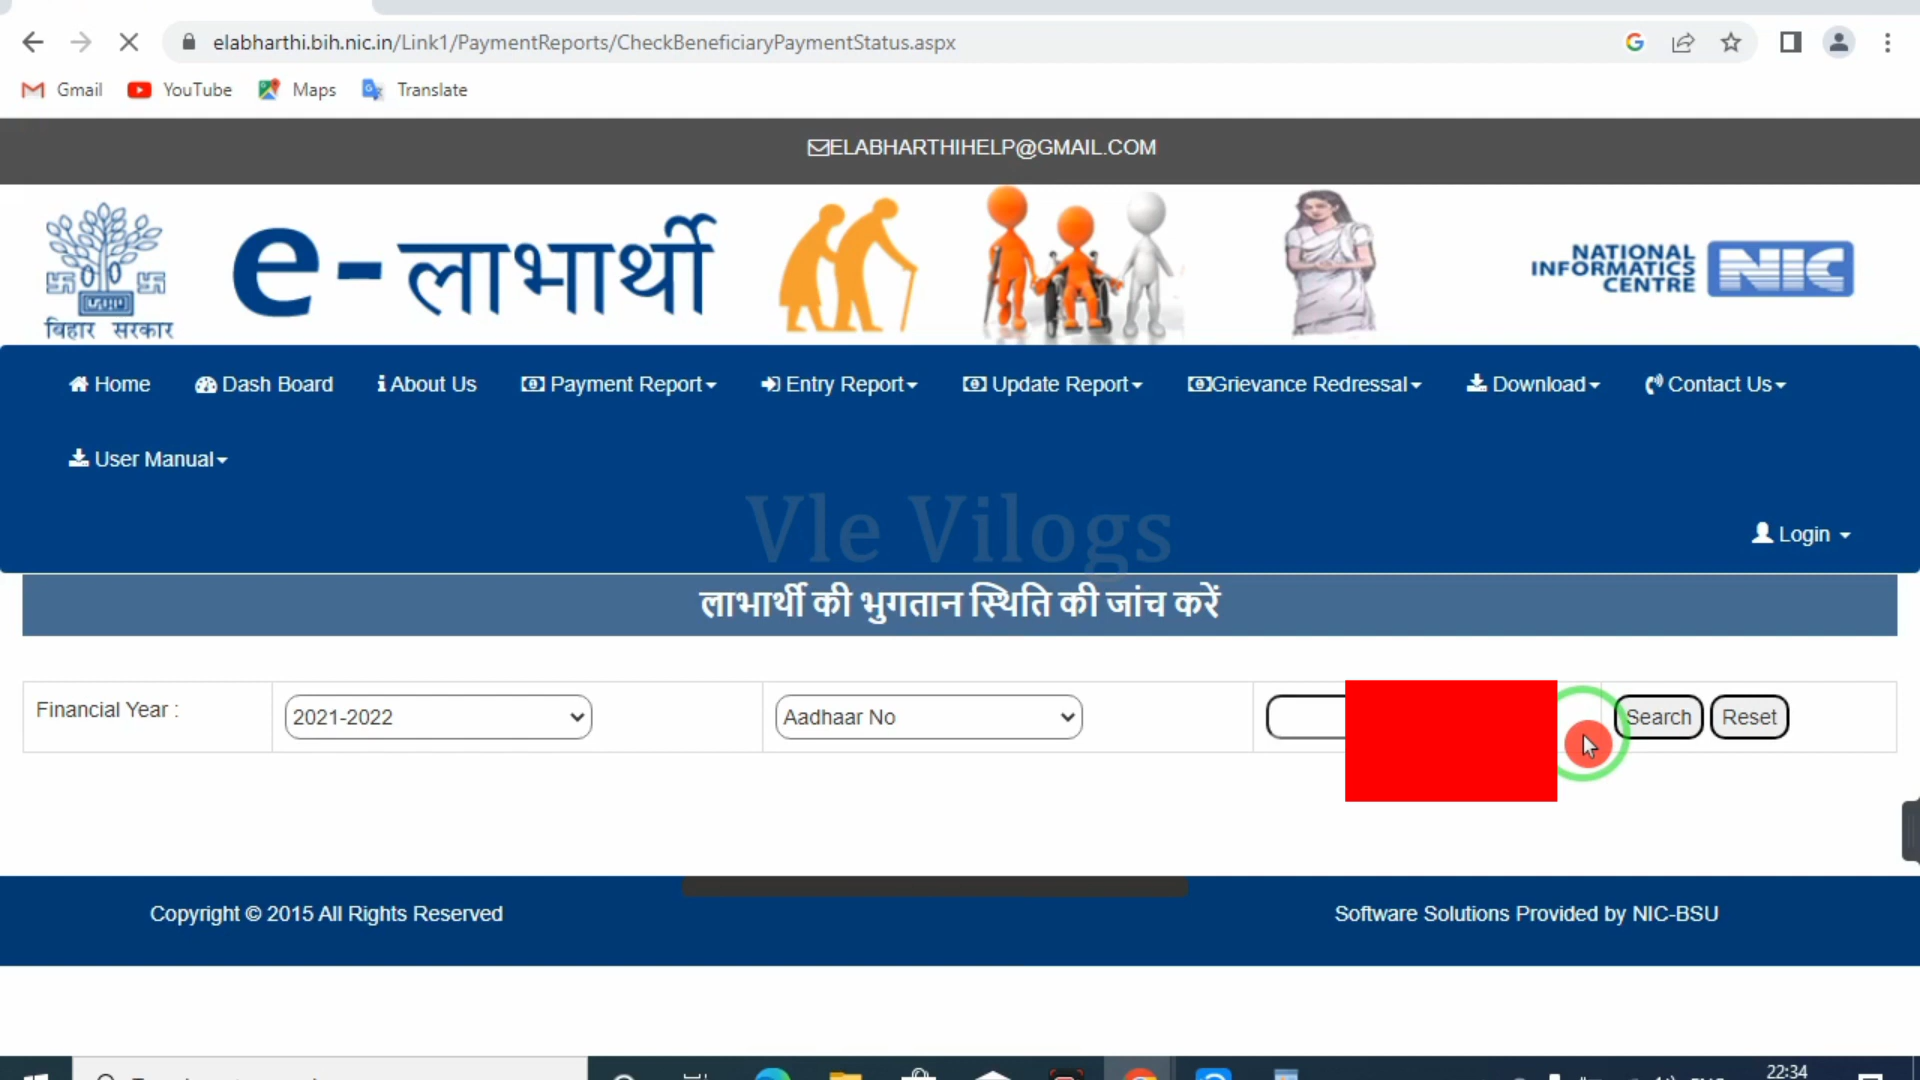 elabharthi.bih.nic.in/Link1/PaymentReports/CheckBeneficiaryPaymentStatus.aspx
Gmail YouTube Maps Translate
ELABHARTHIHELP@GMAIL.COM
e-लाभार्थी
बिहार सरकार
NATIONAL
INFORMATICS
CENTRE
NIC
Home Dash Board About Us Payment Report Entry Report Update Report Grievance Redressal Download Contact Us
User Manual
Vle Vilogs
Login
लाभार्थी की भुगतान स्थिति की जांच करें
Financial Year : 2021-2022 Aadhaar No Search Reset
Copyright © 2015 All Rights Reserved Software Solutions Provided by NIC-BSU
22:34